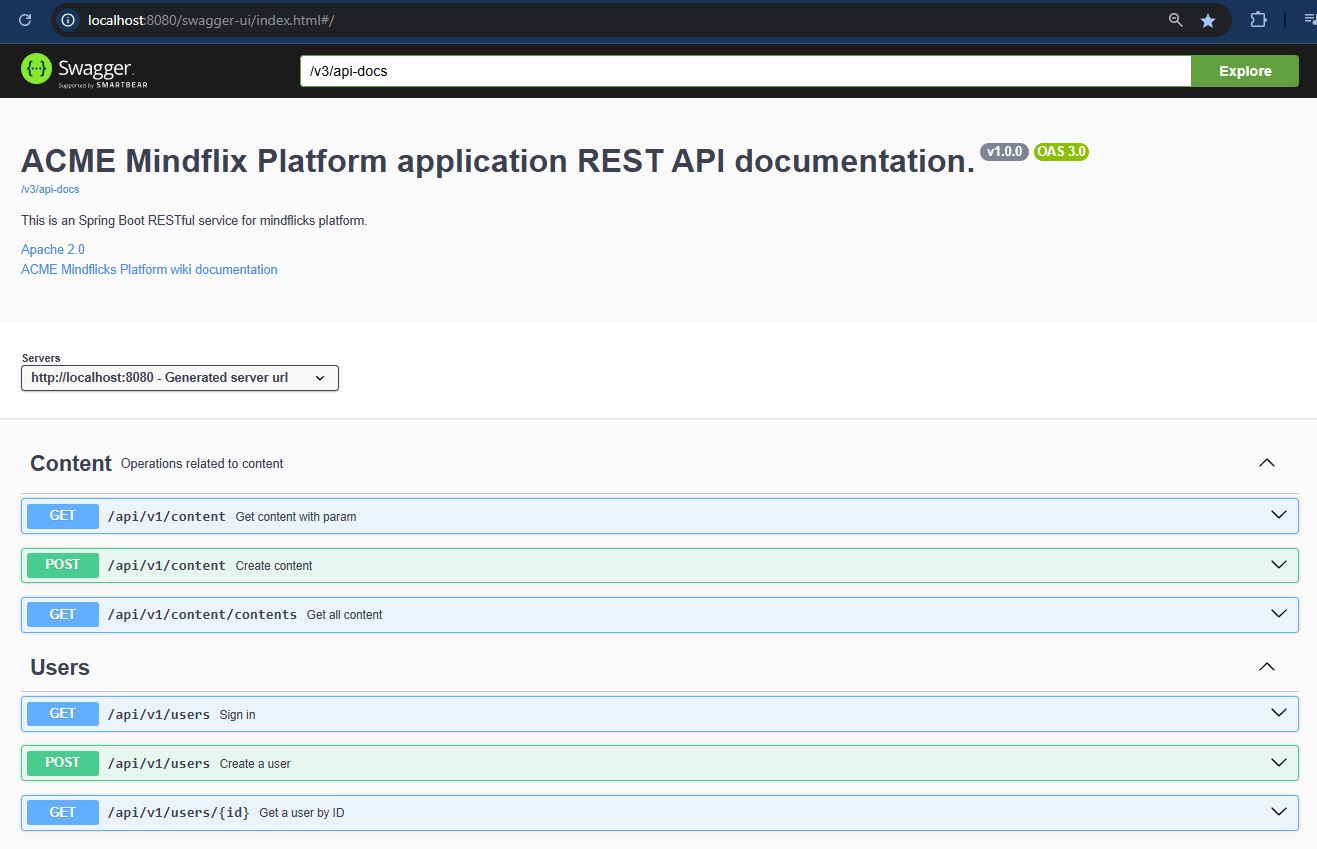 localhost:8080/swagger-ui/index.html#/
Swagger
Supported by SMARTBEAR
/v3/api-docs
Explore
ACME Mindflix Platform application REST API documentation. v1.0.0 OAS 3.0
/v3/api-docs
This is an Spring Boot RESTful service for mindflicks platform.
Apache 2.0
ACME Mindflicks Platform wiki documentation
Servers
http://localhost:8080 - Generated server url
Content Operations related to content
GET /api/v1/content Get content with param
POST /api/v1/content Create content
GET /api/v1/content/contents Get all content
Users
GET /api/v1/users Sign in
POST /api/v1/users Create a user
GET /api/v1/users/{id} Get a user by ID